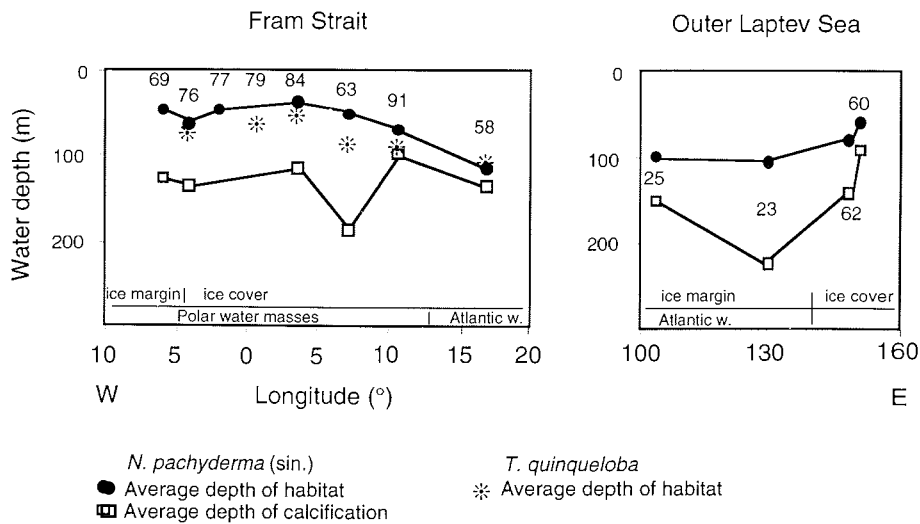 Fram Strait
Outer Laptev Sea
Water depth (m)
0
100
200
69
76
77
79
84
63
91
58
ice margin
ice cover
Polar water masses
Atlantic w.
10
5
0
5
10
15
20
W
Longitude (°)
0
100
200
25
23
62
60
ice margin
ice cover
Atlantic w.
100
130
160
E
N. pachyderma (sin.)
Average depth of habitat
Average depth of calcification
T. quinqueloba
Average depth of habitat